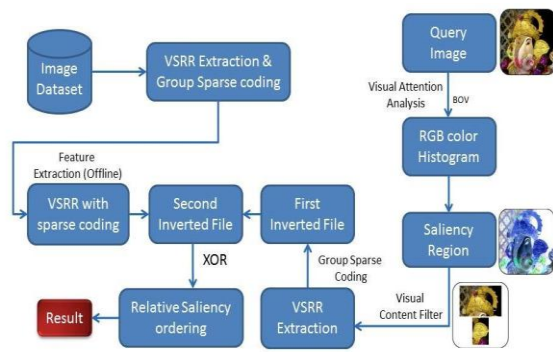 Image
Dataset
VSRR Extraction &
Group Sparse coding
Query
Image
Visual Attention
Analysis
BOV
RGB color
Histogram
Feature
Extraction (Offline)
VSRR with
sparse coding
Second
Inverted File
First
Inverted File
Saliency
Region
XOR
Group Sparse
Coding
Result
Relative Saliency
ordering
VSRR
Extraction
Visual
Content Filter